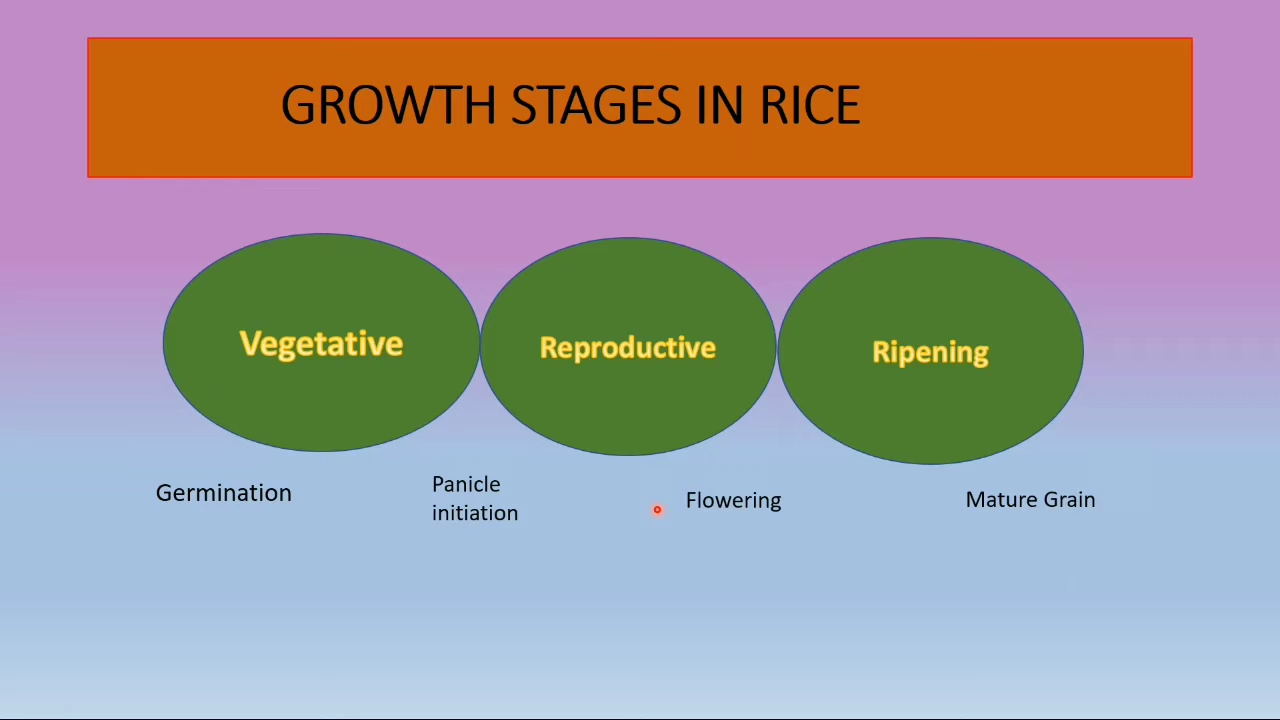 GROWTH STAGES IN RICE
Vegetative
Reproductive
Ripening
Germination
Panicle
initiation
Flowering
Mature Grain